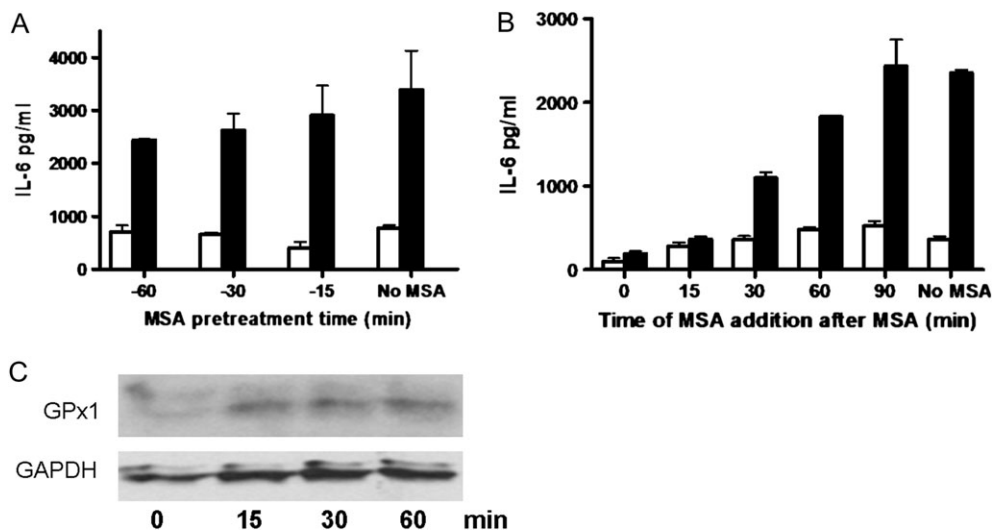 A
IL-6 pg/ml
4000
3000
2000
1000
0
-60 -30 -15 No MSA
MSA pretreatment time (min)
B
IL-6 pg/ml
3000
2000
1000
0
0 15 30 60 90 No MSA
Time of MSA addition after MSA (min)
C
GPx1
GAPDH
0 15 30 60 min